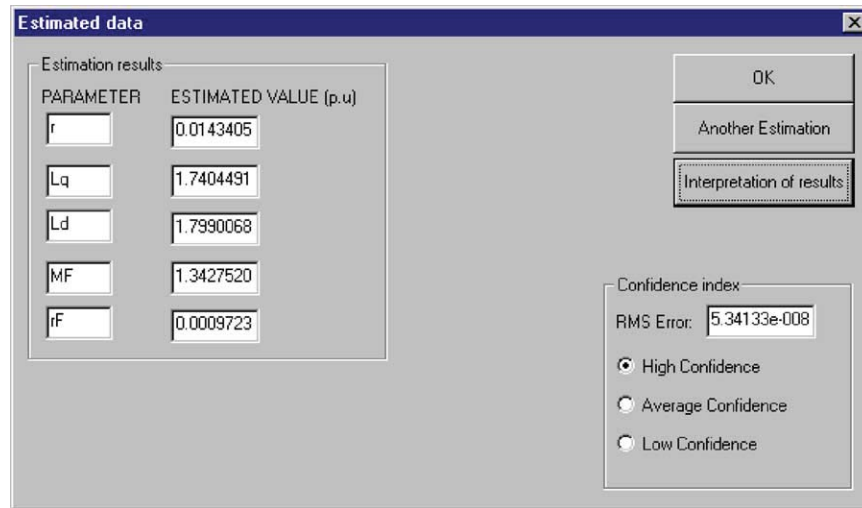 Estimated data
Estimation results
PARAMETER ESTIMATED VALUE (p.u)
r 0.0143405
Lq 1.7404491
Ld 1.7990068
MF 1.3427520
rF 0.0009723
OK
Another Estimation
Interpretation of results
Confidence index
RMS Error: 5.34133e-008
High Confidence
Average Confidence
Low Confidence